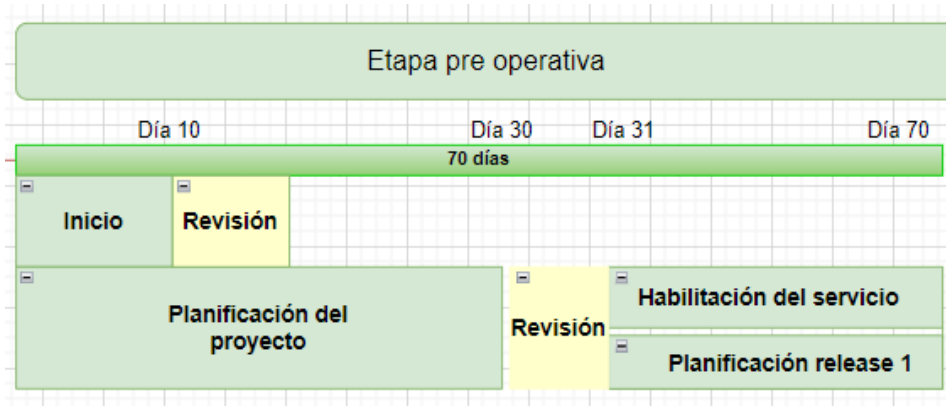 Etapa pre operativa
Día 10
Día 30
Día 31
Día 70
70 días
Inicio
Revisión
Planificación del
proyecto
Revisión
Habilitación del servicio
Planificación release 1